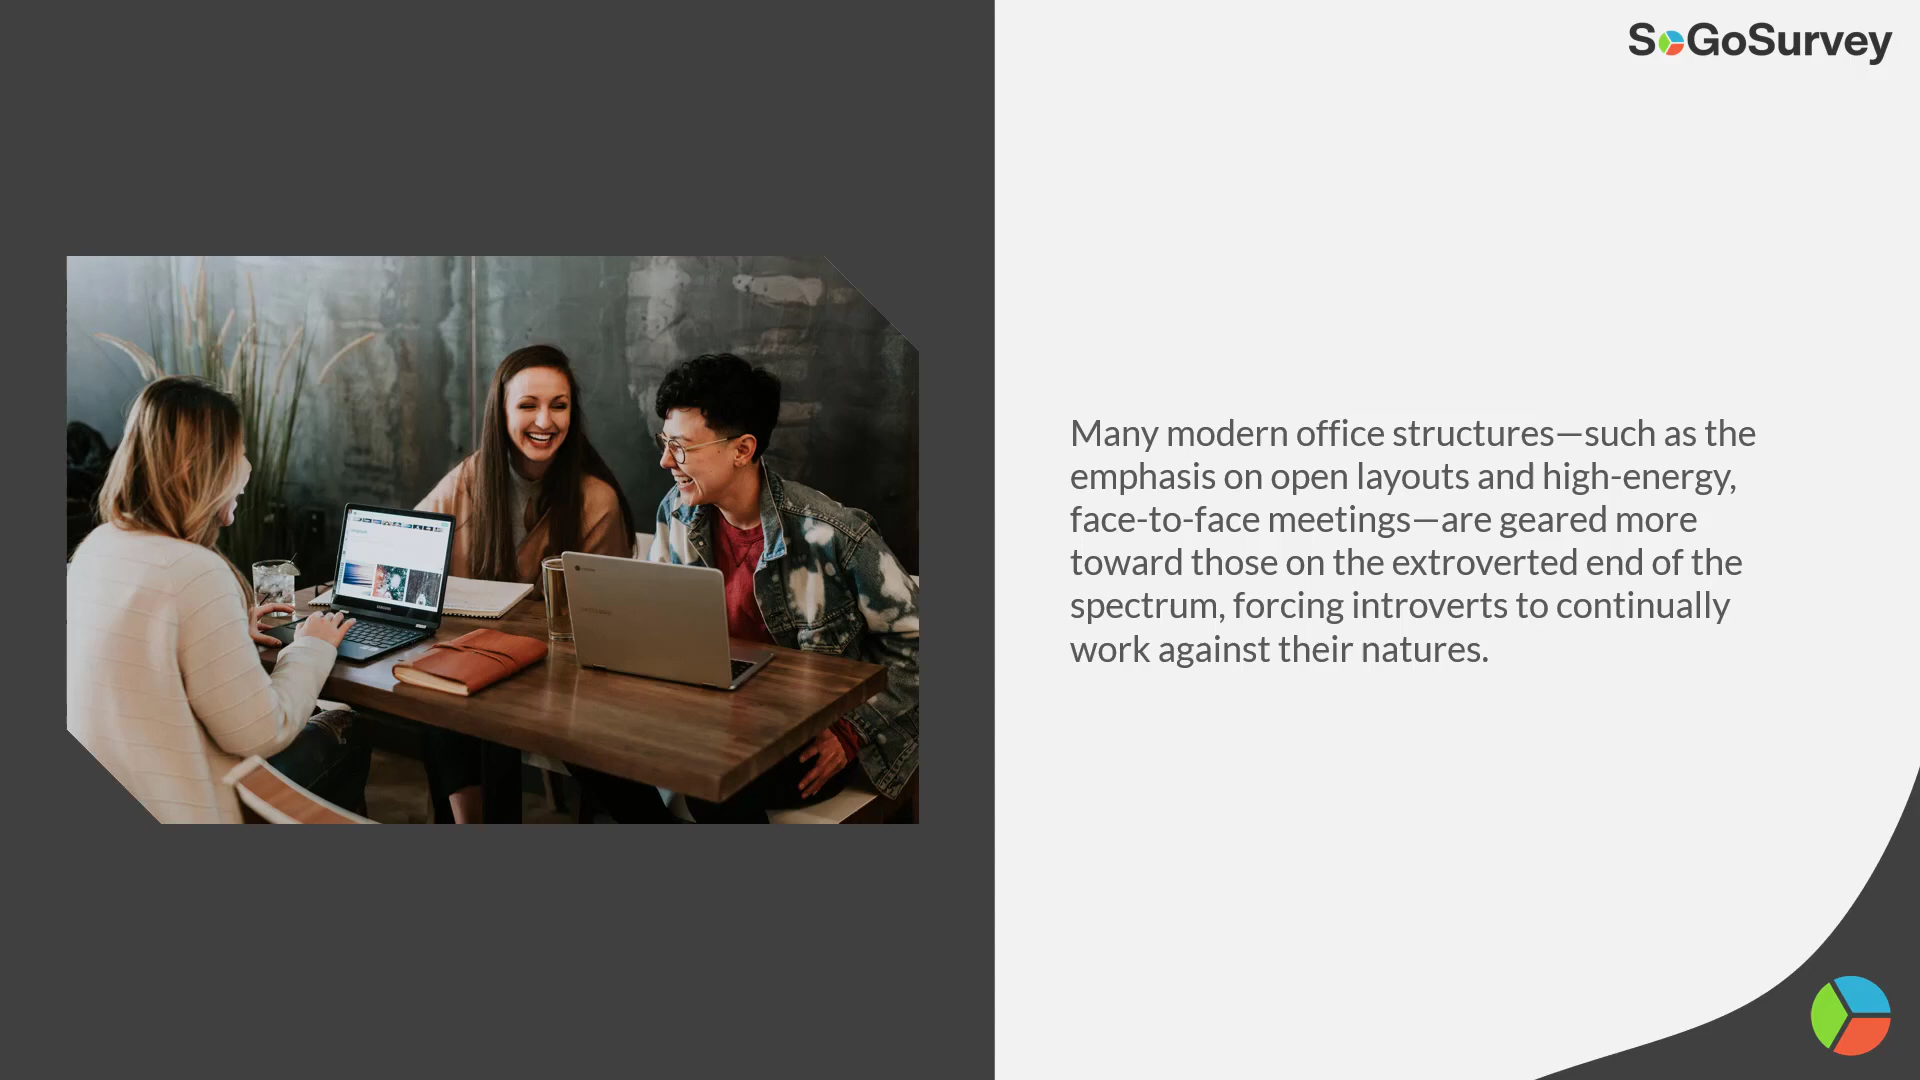 SoGoSurvey
Many modern office structures—such as the
emphasis on open layouts and high-energy,
face-to-face meetings—are geared more
toward those on the extroverted end of the
spectrum, forcing introverts to continually
work against their natures.